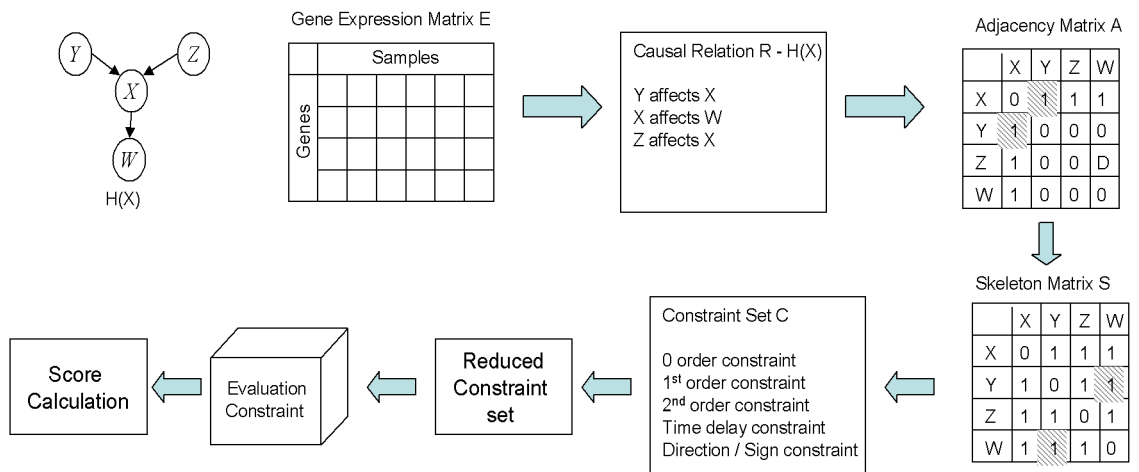 Gene Expression Matrix E
Samples
Genes
Y
Z
X
W
H(X)
Causal Relation R - H(X)
Y affects X
X affects W
Z affects X
Adjacency Matrix A
X Y Z W
X 0 1 1 1
Y 1 0 0 0
Z 1 0 0 D
W 1 0 0 0
Skeleton Matrix S
X Y Z W
X 0 1 1 1
Y 1 0 1 1
Z 1 1 0 1
W 1 1 1 0
Constraint Set C
0 order constraint
1st order constraint
2nd order constraint
Time delay constraint
Direction / Sign constraint
Reduced
Constraint
set
Evaluation
Constraint
Score
Calculation